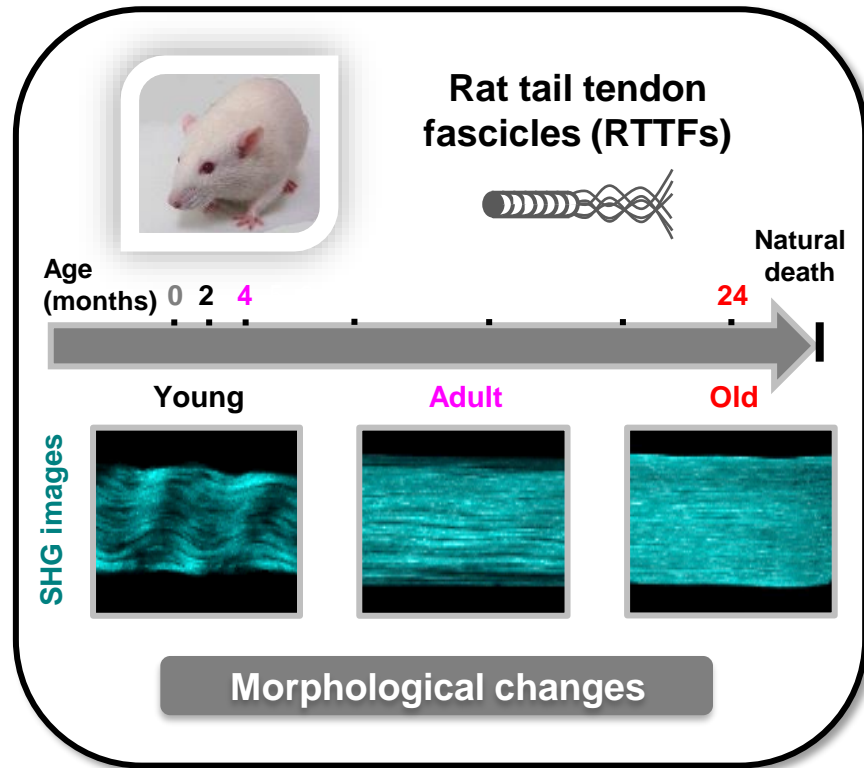 Rat tail tendon
fascicles (RTTFs)
Natural
death
Age
(months) 0 2 4 24
Young Adult Old
SHG images
Morphological changes